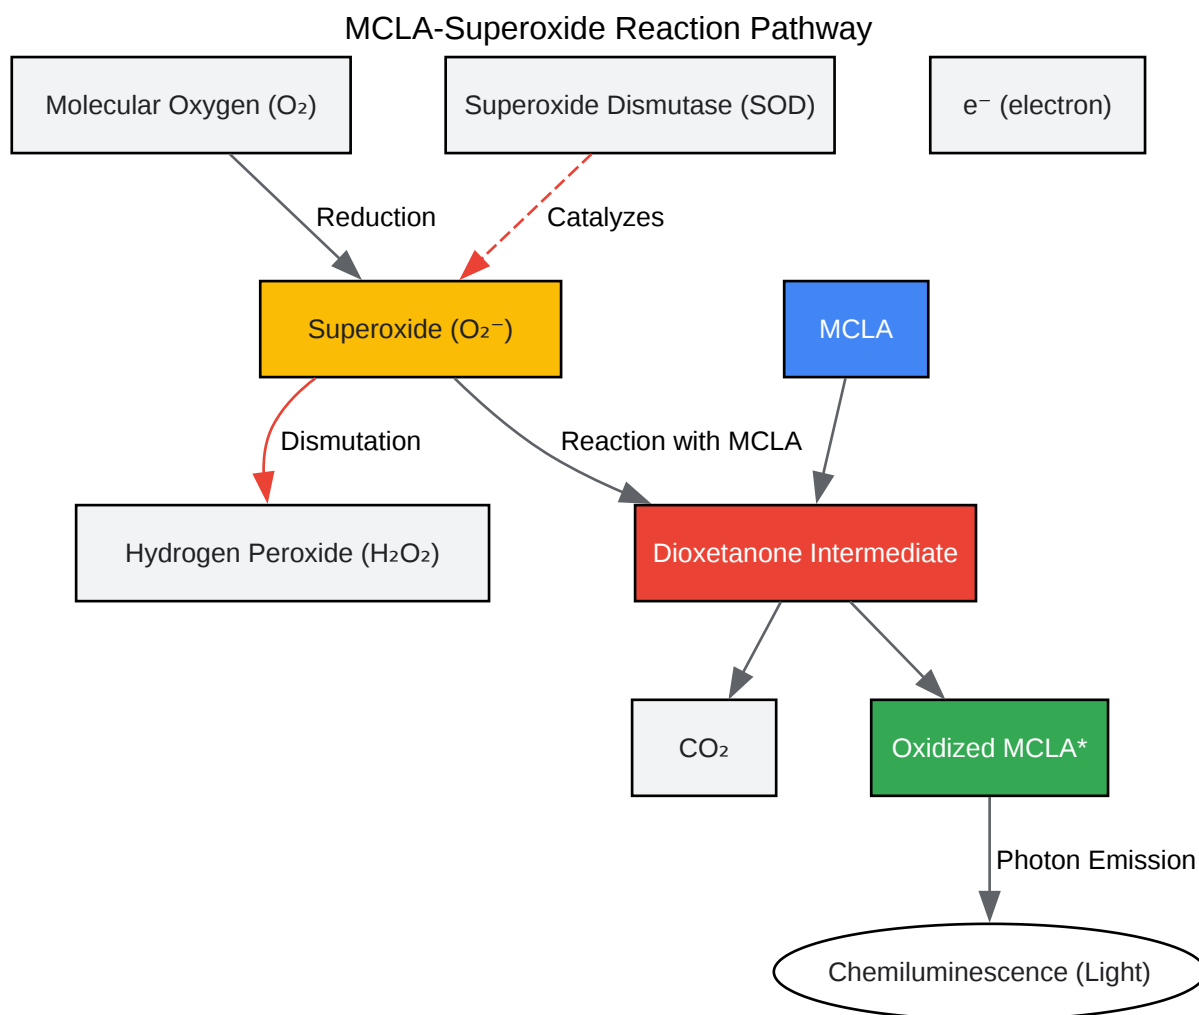 MCLA-Superoxide Reaction Pathway
Molecular Oxygen (O₂)
Superoxide Dismutase (SOD)
e⁻ (electron)
Reduction
Catalyzes
Superoxide (O₂⁻)
MCLA
Dismutation
Reaction with MCLA
Hydrogen Peroxide (H₂O₂)
Dioxetanone Intermediate
CO₂
Oxidized MCLA*
Photon Emission
Chemiluminescence (Light)